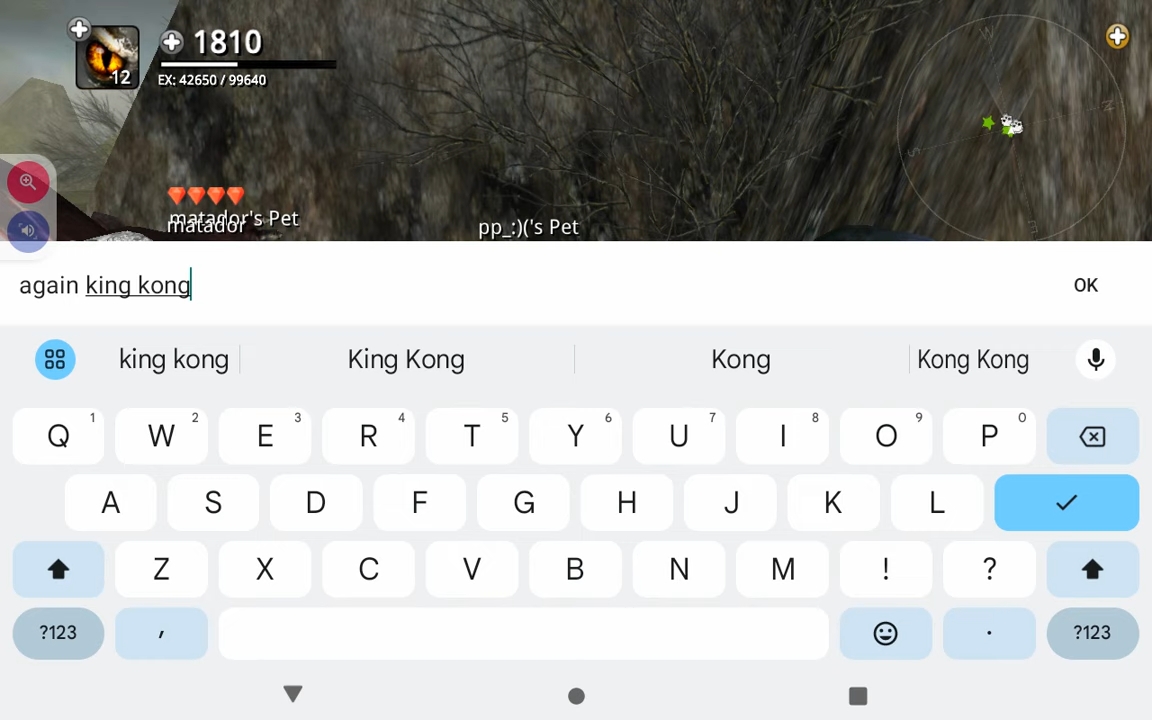 1810
12
EX: 42650 / 99640
W
N
S
E
matador's Pet
matador
pp_:)('s Pet
again king kong
OK
king kong King Kong Kong Kong Kong
Q 1 W 2 E 3 R 4 T 5 Y 6 U 7 I 8 O 9 P 0
A S D F G H J K L
Z X C V B N M ! ?
?123 , . ?123